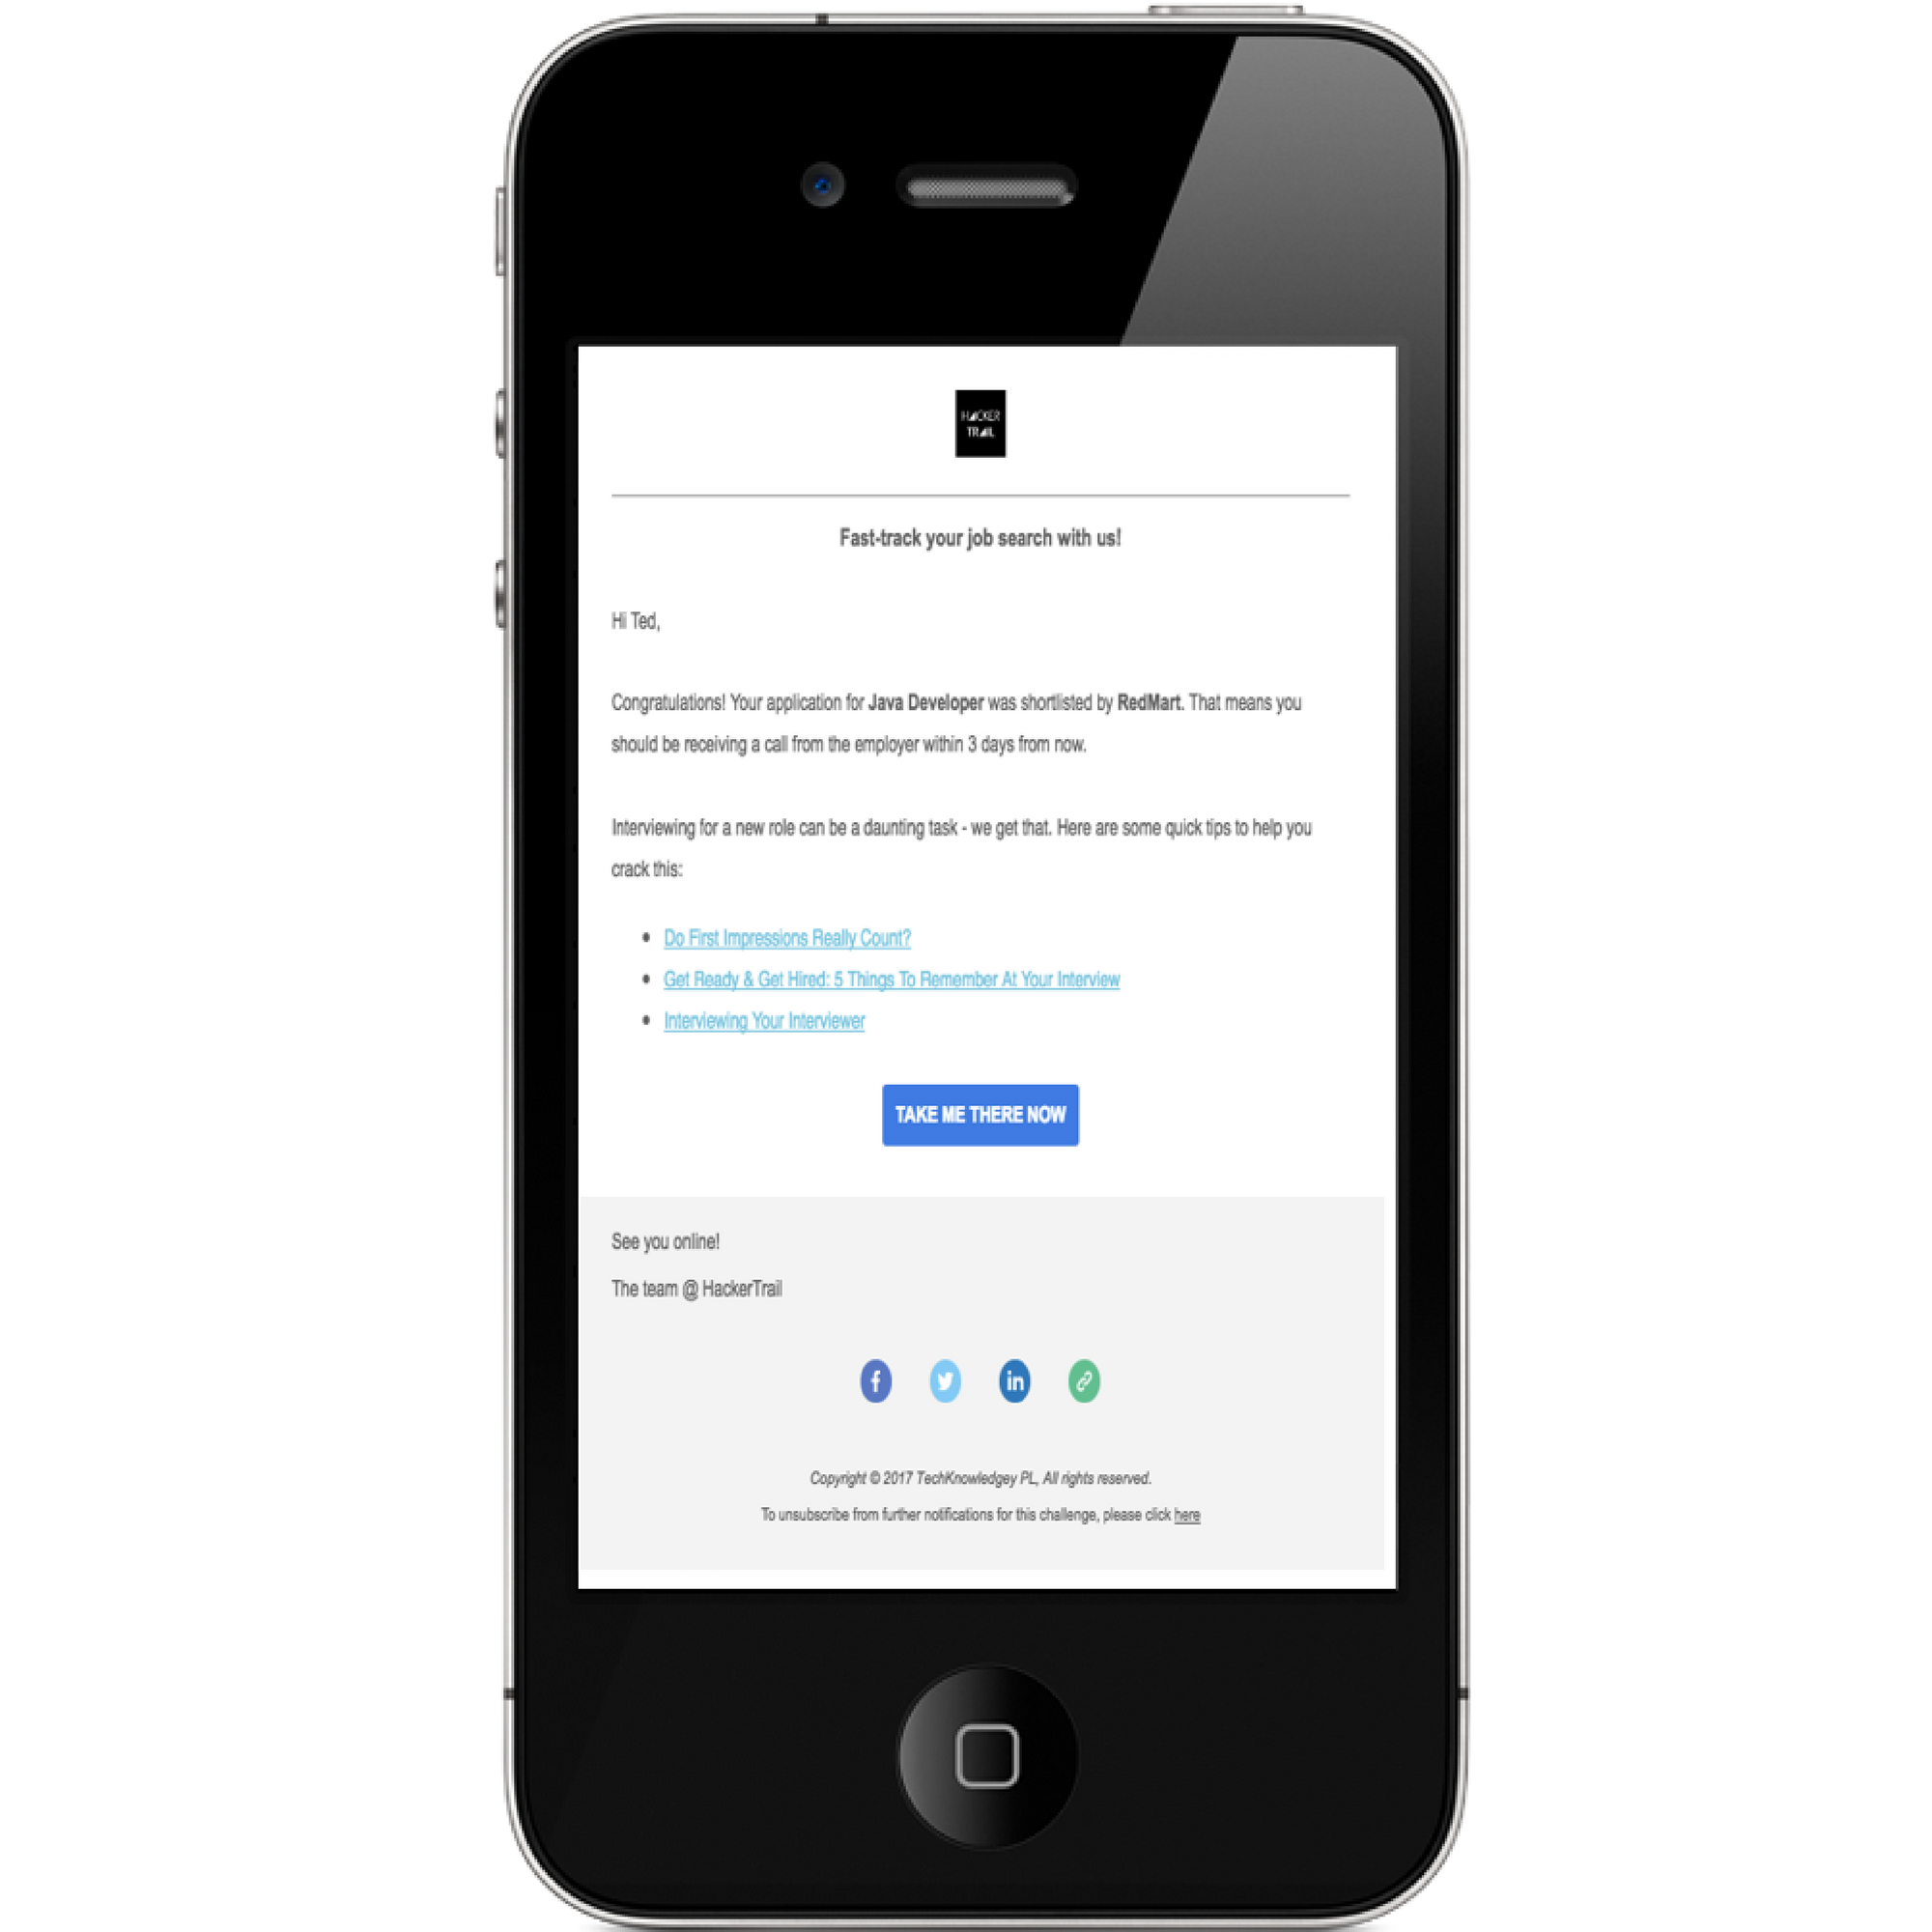 HACKER
TRAIL
Fast-track your job search with us!
Hi Ted,
Congratulations! Your application for Java Developer was shortlisted by RedMart. That means you
should be receiving a call from the employer within 3 days from now.
Interviewing for a new role can be a daunting task - we get that. Here are some quick tips to help you
crack this:
• Do First Impressions Really Count?
• Get Ready & Get Hired: 5 Things To Remember At Your Interview
• Interviewing Your Interviewer
TAKE ME THERE NOW
See you online!
The team @ HackerTrail
f in
Copyright © 2017 TechKnowledgey PL, All rights reserved.
To unsubscribe from further notifications for this challenge, please click here